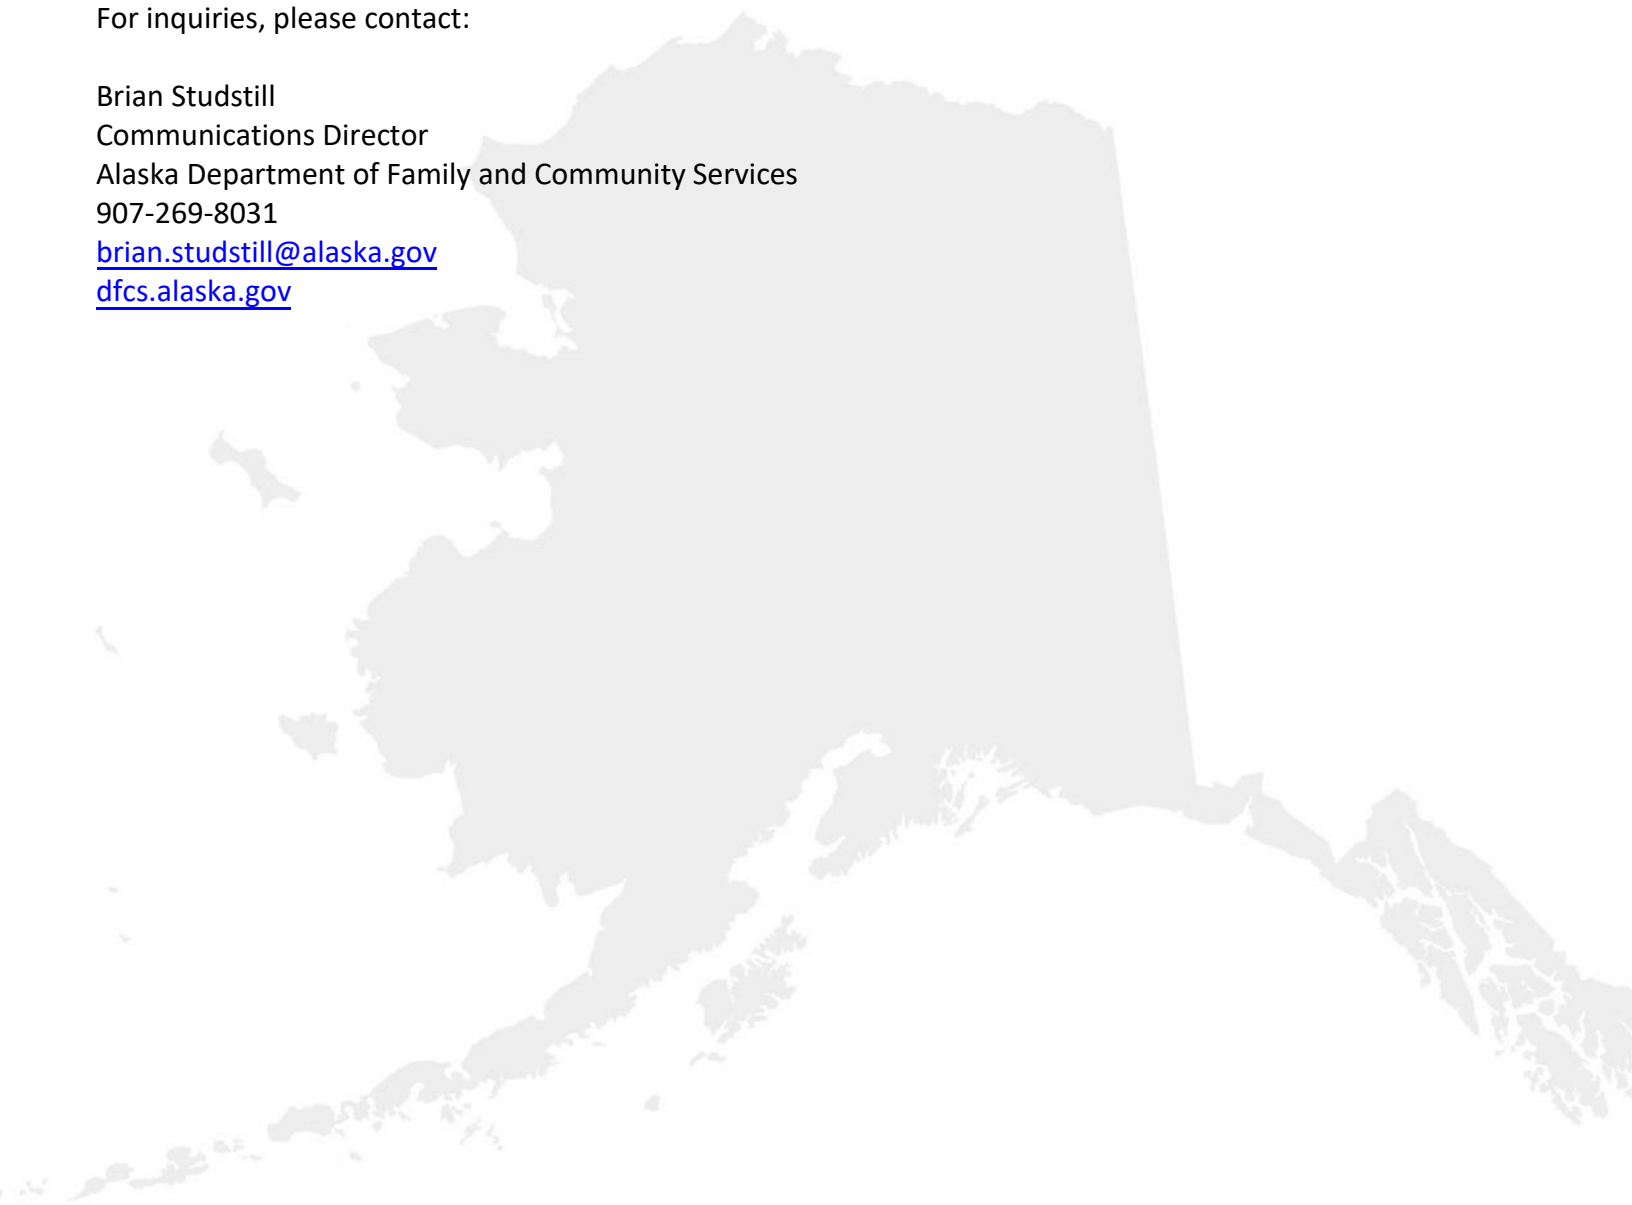 For inquiries, please contact:
Brian Studstill
Communications Director
Alaska Department of Family and Community Services
907-269-8031
brian.studstill@alaska.gov
dfcs.alaska.gov